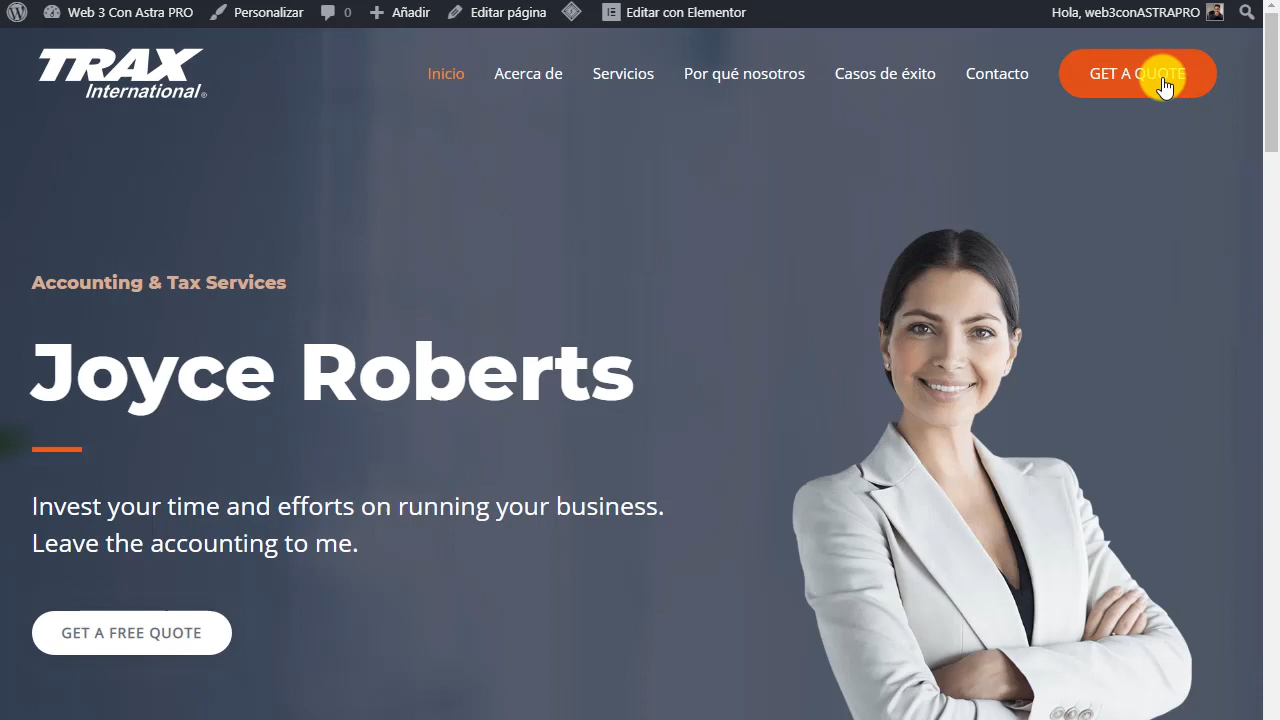 Web 3 Con Astra PRO Personalizar 0 Añadir Editar página Editar con Elementor Hola, web3conASTRAPRO
TRAX
International®
Inicio Acerca de Servicios Por qué nosotros Casos de éxito Contacto GET A QUOTE
Accounting & Tax Services
Joyce Roberts
Invest your time and efforts on running your business.
Leave the accounting to me.
GET A FREE QUOTE